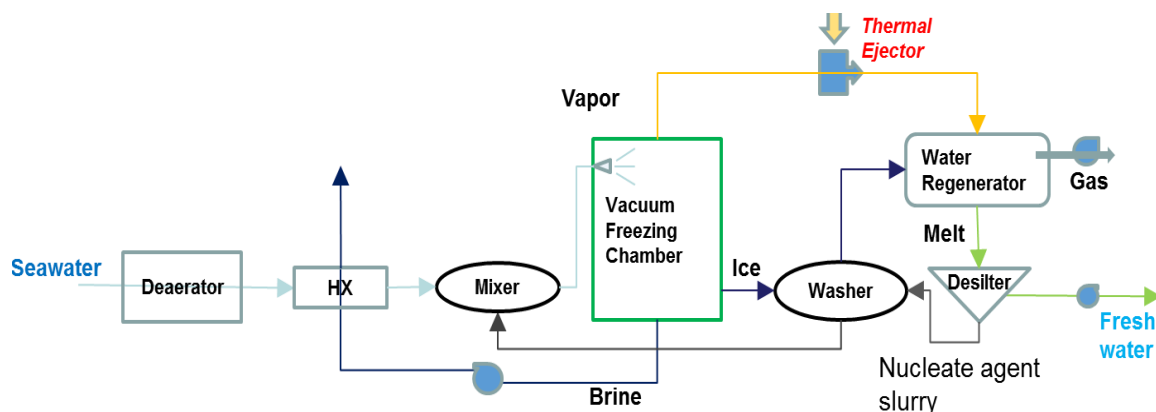 Thermal
Ejector
Vapor
Water
Regenerator
Gas
Vacuum
Freezing
Chamber
Melt
Seawater
Deaerator
HX
Mixer
Ice
Washer
Desilter
Fresh
water
Brine
Nucleate agent
slurry